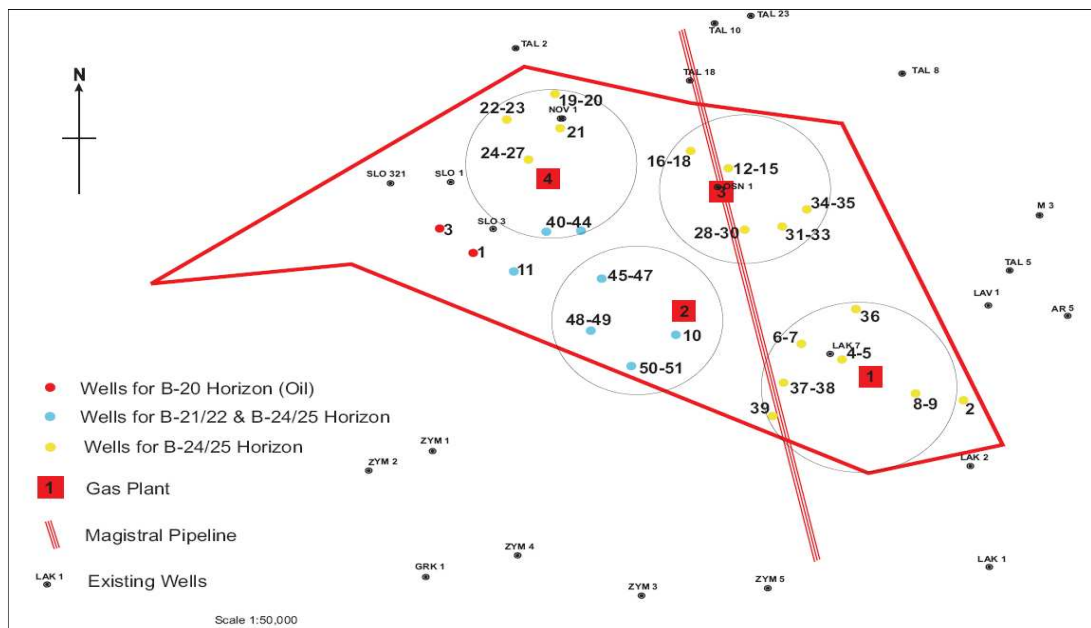 TAL 23
TAL 10
TAL 2
TAL 18
TAL 8
N
19-20
22-23
NOV 1
21
16-18
12-15
24-27
SLO 321
SLO 1
4
3
OSN 1
34-35
M 3
3
SLO 3
40-44
28-30
31-33
1
11
45-47
TAL 5
LAV 1
AR 5
2
36
48-49
10
6-7
LAK 7
4-5
50-51
1
37-38
8-9
2
39
Wells for B-20 Horizon (Oil)
Wells for B-21/22 & B-24/25 Horizon
Wells for B-24/25 Horizon
ZYM 1
ZYM 2
LAK 2
1
Gas Plant
Magistral Pipeline
ZYM 4
GRK 1
LAK 1
LAK 1
Existing Wells
ZYM 3
ZYM 5
Scale 1:50,000